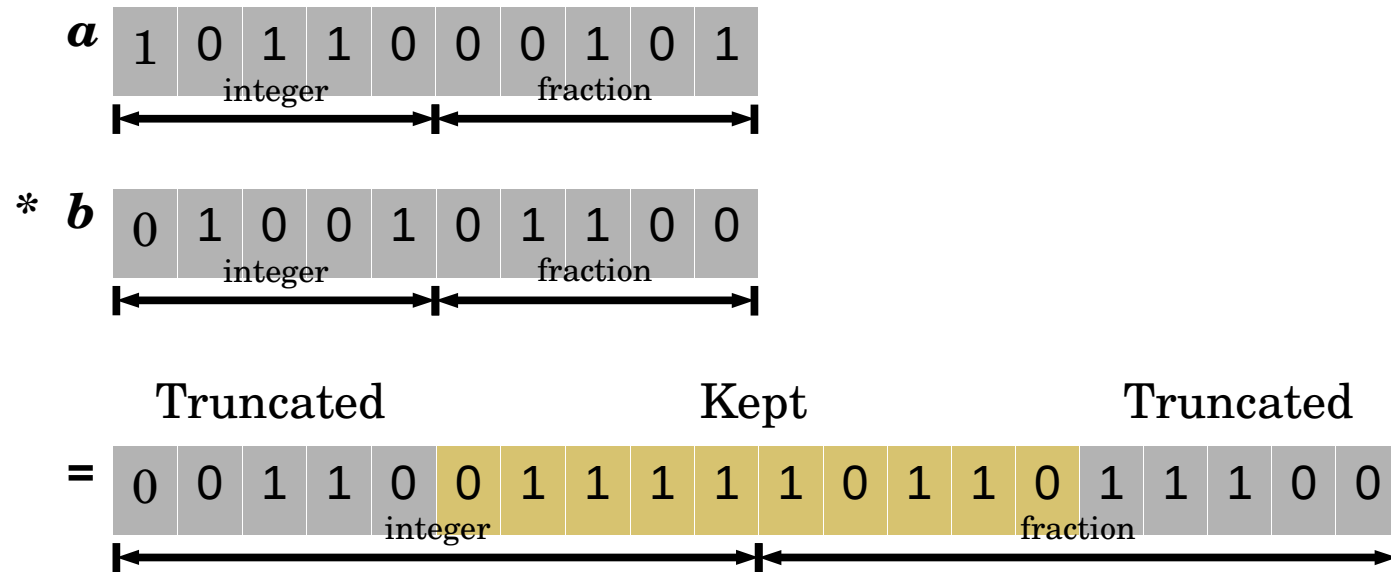 a 1 0 1 1 0 0 0 1 0 1
integer fraction
* b 0 1 0 0 1 0 1 1 0 0
integer fraction
Truncated Kept Truncated
= 0 0 1 1 0 0 1 1 1 1 1 0 1 1 0 1 1 1 0 0
integer fraction